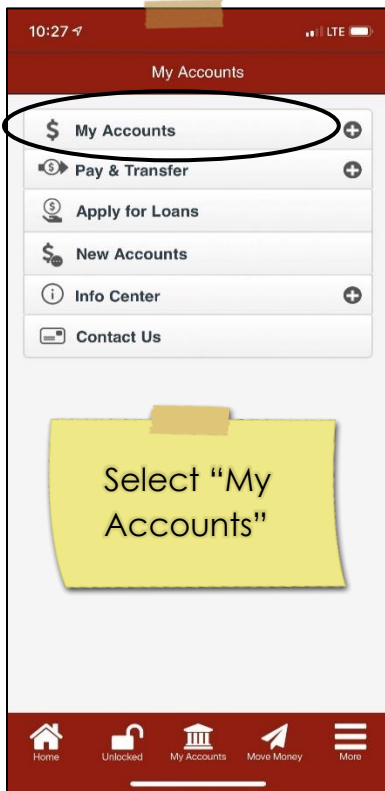 10:27 LTE
My Accounts
My Accounts
Pay & Transfer
Apply for Loans
New Accounts
Info Center
Contact Us
Select “My
Accounts”
Home Unlocked My Accounts Move Money More